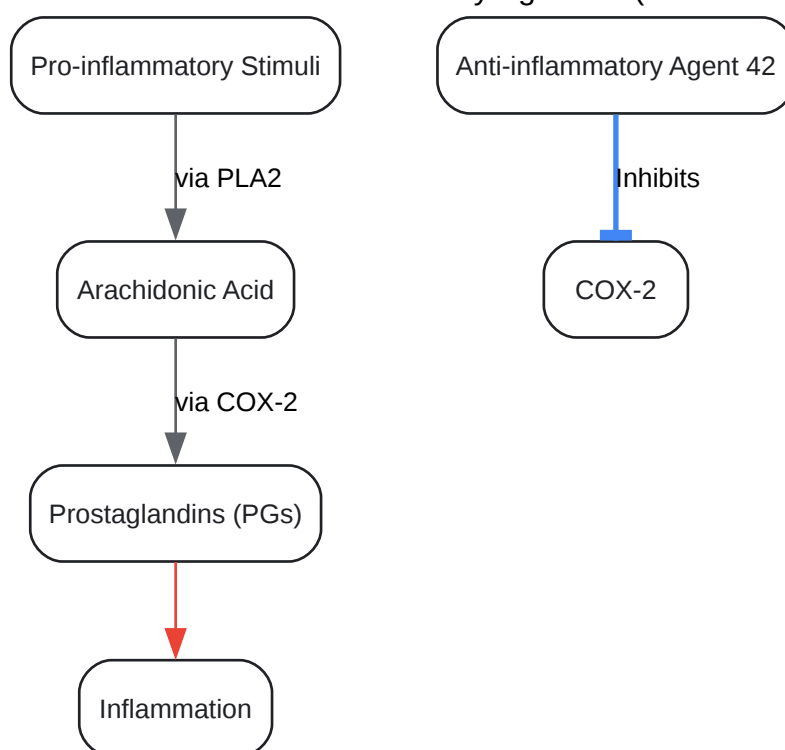 Pro-inflammatory Stimuli
Anti-inflammatory Agent 42
via PLA2
Inhibits
Arachidonic Acid
COX-2
via COX-2
Prostaglandins (PGs)
Inflammation